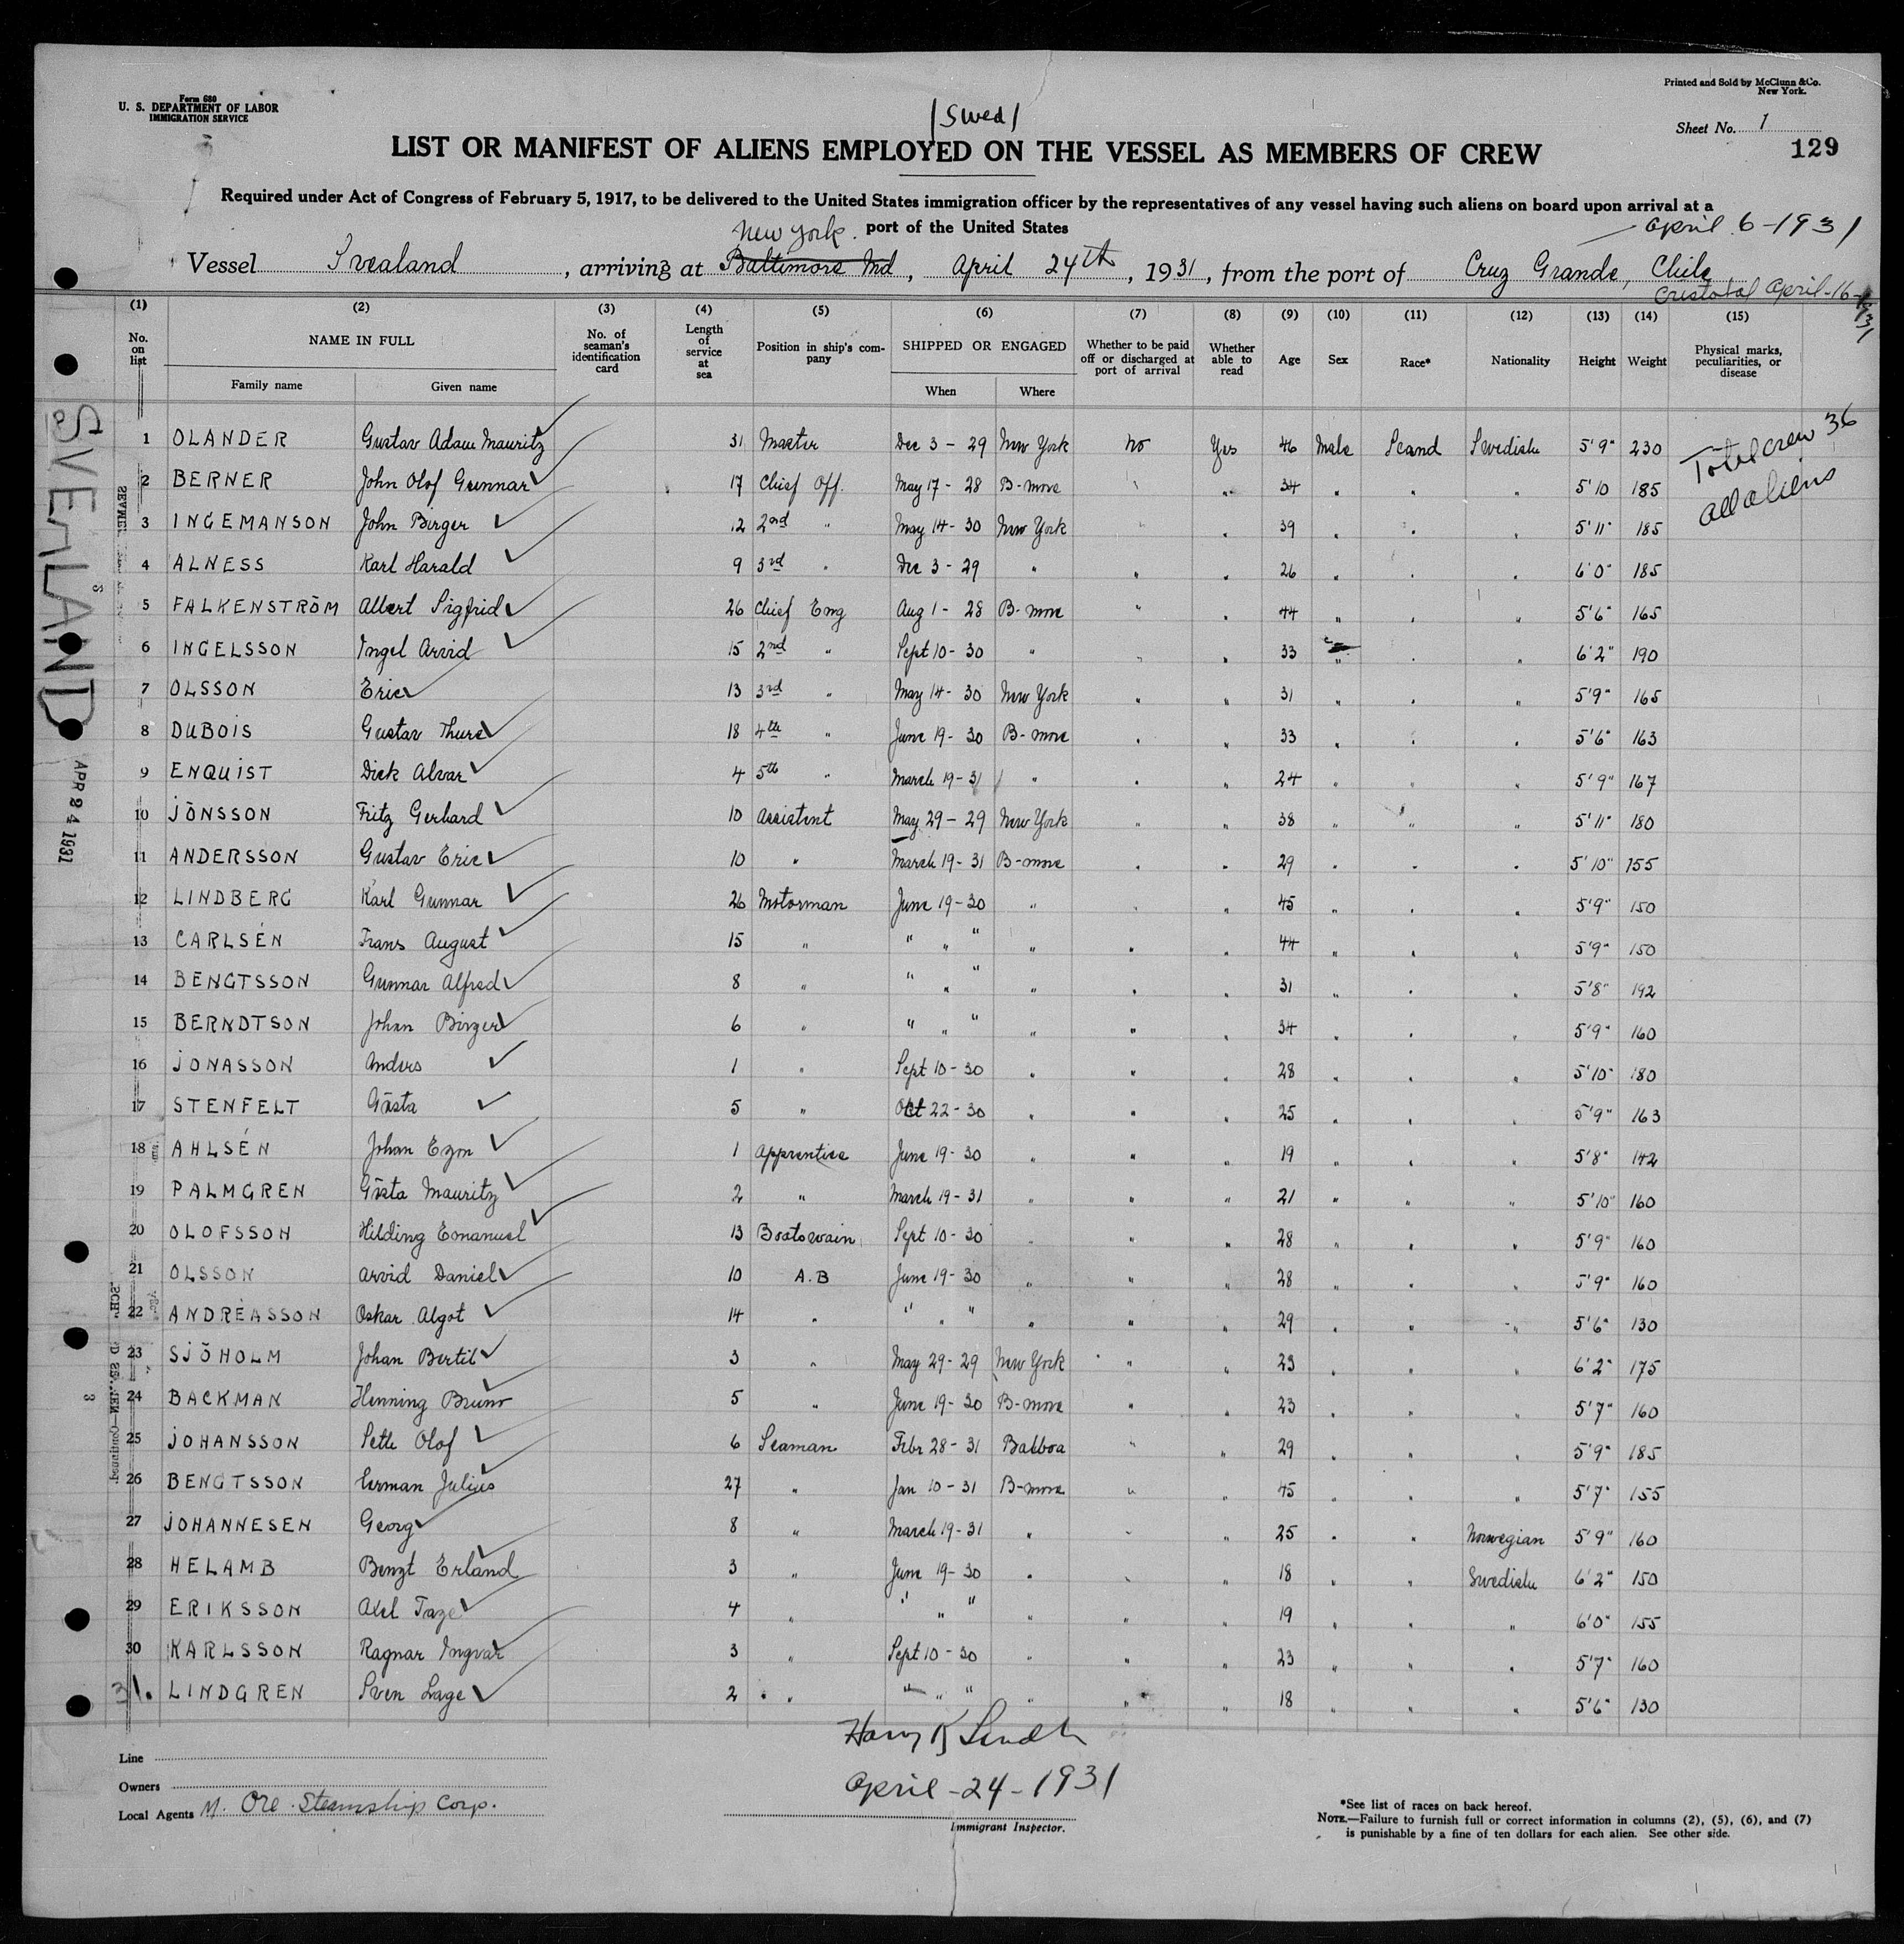 Form 680
U. S. DEPARTMENT OF LABOR
IMMIGRATION SERVICE
Printed and Sold by McClunn & Co.
New York.
Sheet No. 1
129
/Swed/
LIST OR MANIFEST OF ALIENS EMPLOYED ON THE VESSEL AS MEMBERS OF CREW
Required under Act of Congress of February 5, 1917, to be delivered to the United States immigration officer by the representatives of any vessel having such aliens on board upon arrival at a
port of the United States
New York. April 6-1931
Vessel Svealand, arriving at Baltimore Md, April 24th, 1931, from the port of Cruz Grande, Chile
Cristobal April-16-1931
(1) (2) (3) (4) (5) (6) (7) (8) (9) (10) (11) (12) (13) (14) (15)
No. on list NAME IN FULL No. of seaman's identification card Length of service at sea Position in ship's company SHIPPED OR ENGAGED Whether to be paid off or discharged at port of arrival Whether able to read Age Sex Race* Nationality Height Weight Physical marks, peculiarities, or disease
Family name Given name When Where
1 OLANDER Gustav Adam Mauritz 31 Master Dec 3 - 29 New York No Yes 46 Male Scand Swedish 5'9" 230
Total crew 36
all aliens
2 BERNER John Olof Gunnar 17 Chief Off. May 17 - 28 B-more " " 34 " " " 5'10 185
3 INGEMANSON John Birger 12 2nd " May 14 - 30 New York " " 39 " " " 5'11" 185
4 ALNESS Karl Harald 9 3rd " Dec 3 - 29 " " " 26 " " " 6'0" 185
5 FALKENSTRÖM Albert Sigfrid 26 Chief Eng Aug 1 - 28 B-more " " 44 " " " 5'6" 165
6 INGELSSON Ingel Arvid 15 2nd " Sept 10 - 30 " " " 33 " " " 6'2" 190
7 OLSSON Eric 13 3rd " May 14 - 30 New York " " 31 " " " 5'9" 165
8 DUBOIS Gustav Thure 18 4th " June 19 - 30 B-more " " 33 " " " 5'6" 163
9 ENQUIST Dick Alvar 4 5th " March 19 - 31 " " " 24 " " " 5'9" 167
10 JÖNSSON Fritz Gerhard 10 Assistent May 29 - 29 New York " " 38 " " " 5'11" 180
11 ANDERSSON Gustav Eric 10 " March 19 - 31 B-more " " 29 " " " 5'10" 155
12 LINDBERG Karl Gunnar 26 Motorman June 19 - 30 " " " 45 " " " 5'9" 150
13 CARLSÉN Frans August 15 " " " " " " " 44 " " " 5'9" 150
14 BENGTSSON Gunnar Alfred 8 " " " " " " " 31 " " " 5'8" 192
15 BERNDTSON Johan Birger 6 " " " " " " " 34 " " " 5'9" 160
16 JONASSON Anders 1 " Sept 10 - 30 " " " 28 " " " 5'10" 180
17 STENFELT Gösta 5 " Oct 22 - 30 " " " 25 " " " 5'9" 163
18 AHLSÉN Johan Ezon 1 Apprentice June 19 - 30 " " " 19 " " " 5'8" 142
19 PALMGREN Gösta Mauritz 2 " March 19 - 31 " " " 21 " " " 5'10" 160
20 OLOFSSON Hilding Emanuel 13 Boatswain Sept 10 - 30 " " " 28 " " " 5'9" 160
21 OLSSON Arvid Daniel 10 A.B June 19 - 30 " " " 28 " " " 5'9" 160
22 ANDRÉASSON Oskar Algot 14 " " " " " " " 29 " " " 5'6" 130
23 SJÖHOLM Johan Bertil 3 " May 29 - 29 New York " " 23 " " " 6'2" 175
24 BACKMAN Henning Bruno 5 " June 19 - 30 B-more " " 23 " " " 5'7" 160
25 JOHANSSON Seth Olof 6 Seaman Febr 28 - 31 Balboa " " 29 " " " 5'9" 185
26 BENGTSSON Herman Julius 27 " Jan 10 - 31 B-more " " 45 " " " 5'7" 155
27 JOHANNESEN Georg 8 " March 19 - 31 " " " 25 " " Norwegian 5'9" 160
28 HELAMB Bengt Erland 3 " June 19 - 30 " " " 18 " " Swedish 6'2" 150
29 ERIKSSON Axel Tage 4 " " " " " " " 19 " " " 6'0" 155
30 KARLSSON Ragnar Ingvar 3 " Sept 10 - 30 " " " 23 " " " 5'7" 160
31. LINDGREN Sven Lage 2 " " " " " " " 18 " " " 5'6" 130
SVEALAND
APR 24 1931
Line
Owners
Local Agents M. Ore Steamship Corp.
Harry
April-24-1931
Immigrant Inspector.
*See list of races on back hereof.
NOTE.—Failure to furnish full or correct information in columns (2), (5), (6), and (7)
is punishable by a fine of ten dollars for each alien. See other side.